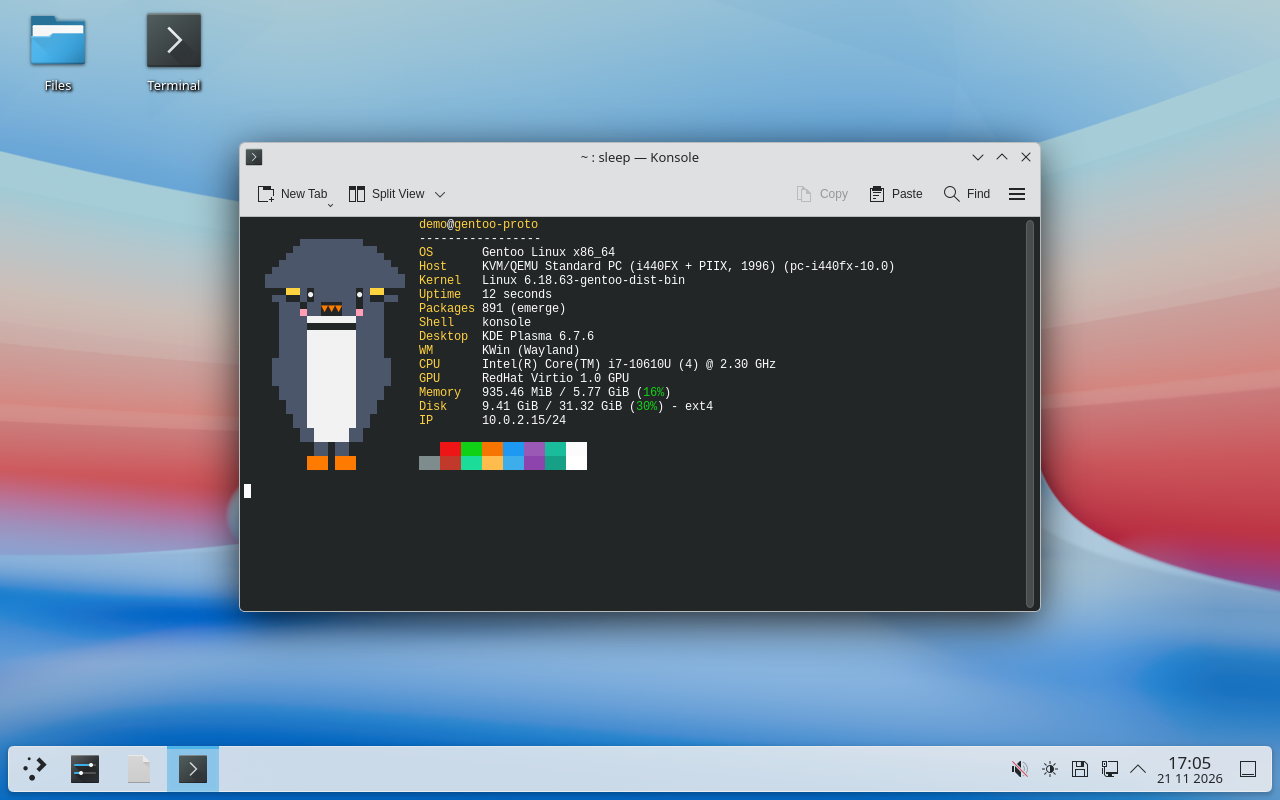 Files
Terminal
~ : sleep — Konsole
New Tab
Split View
Copy
Paste
Find
demo@gentoo-proto
-----------------
OS Gentoo Linux x86_64
Host KVM/QEMU Standard PC (i440FX + PIIX, 1996) (pc-i440fx-10.0)
Kernel Linux 6.18.63-gentoo-dist-bin
Uptime 12 seconds
Packages 891 (emerge)
Shell konsole
Desktop KDE Plasma 6.7.6
WM KWin (Wayland)
CPU Intel(R) Core(TM) i7-10610U (4) @ 2.30 GHz
GPU RedHat Virtio 1.0 GPU
Memory 935.46 MiB / 5.77 GiB (16%)
Disk 9.41 GiB / 31.32 GiB (30%) - ext4
IP 10.0.2.15/24
17:05
21 11 2026